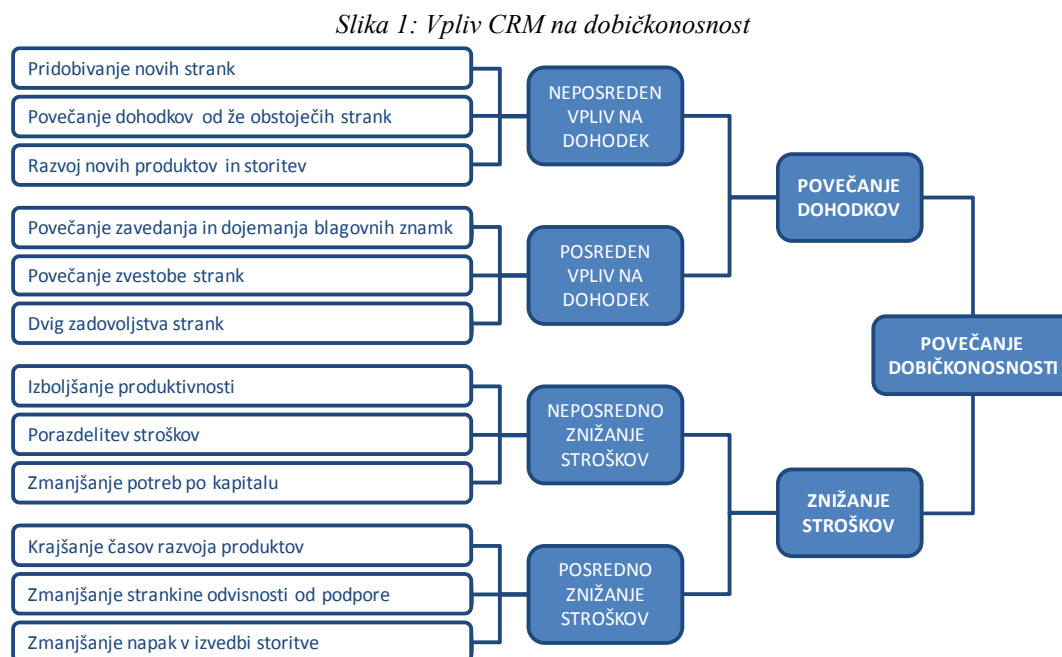 Slika 1: Vpliv CRM na dobičkonosnost
Pridobivanje novih strank
Povečanje dohodkov od že obstoječih strank
Razvoj novih produktov in storitev
NEPOSREDEN
VPLIV NA
DOHODEK
Povečanje zavedanja in dojemanja blagovnih znamk
Povečanje zvestobe strank
Dvig zadovoljstva strank
POSREDEN
VPLIV NA
DOHODEK
POVEČANJE
DOHODKOV
Izboljšanje produktivnosti
Porazdelitev stroškov
Zmanjšanje potreb po kapitalu
NEPOSREDNO
ZNIŽANJE
STROŠKOV
Krajšanje časov razvoja produktov
Zmanjšanje strankine odvisnosti od podpore
Zmanjšanje napak v izvedbi storitve
POSREDNO
ZNIŽANJE
STROŠKOV
ZNIŽANJE
STROŠKOV
POVEČANJE
DOBIČKONOSNOSTI